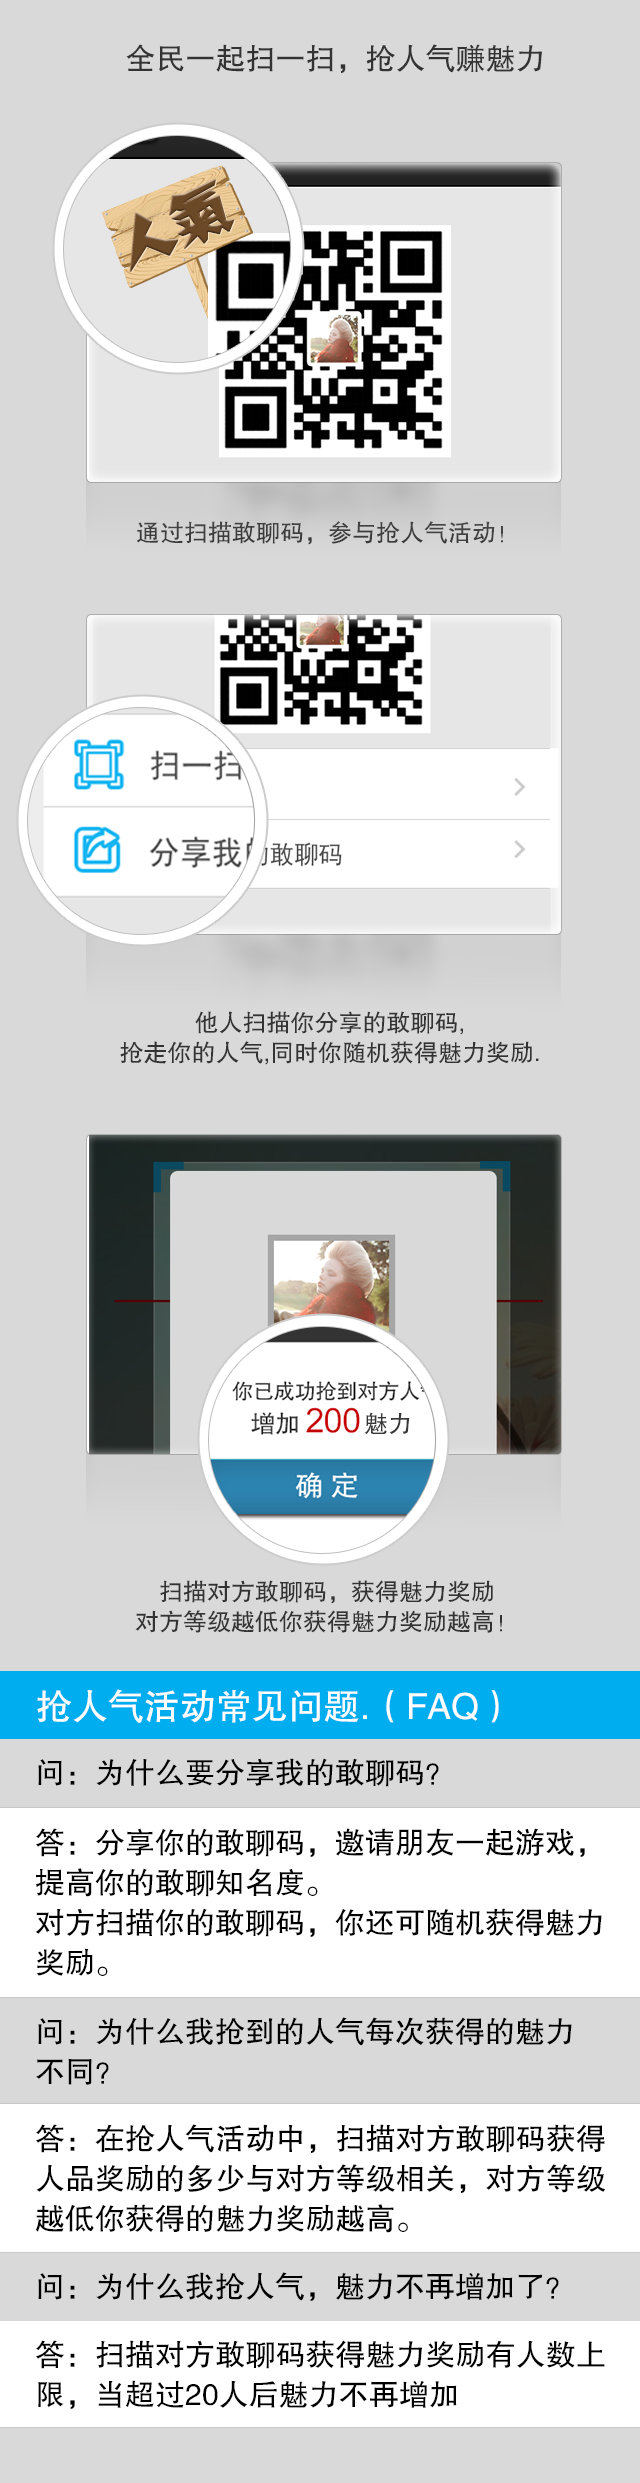 全民一起扫一扫，抢人气赚魅力
人氣
通过扫描敢聊码，参与抢人气活动！
扫一扫
分享我的敢聊码
他人扫描你分享的敢聊码,
抢走你的人气,同时你随机获得魅力奖励.
你已成功抢到对方人气
增加 200 魅力
确 定
扫描对方敢聊码，获得魅力奖励
对方等级越低你获得魅力奖励越高！
抢人气活动常见问题.（FAQ）
问：为什么要分享我的敢聊码?
答：分享你的敢聊码，邀请朋友一起游戏，
提高你的敢聊知名度。
对方扫描你的敢聊码，你还可随机获得魅力
奖励。
问：为什么我抢到的人气每次获得的魅力
不同?
答：在抢人气活动中，扫描对方敢聊码获得
人品奖励的多少与对方等级相关，对方等级
越低你获得的魅力奖励越高。
问：为什么我抢人气，魅力不再增加了?
答：扫描对方敢聊码获得魅力奖励有人数上
限，当超过20人后魅力不再增加